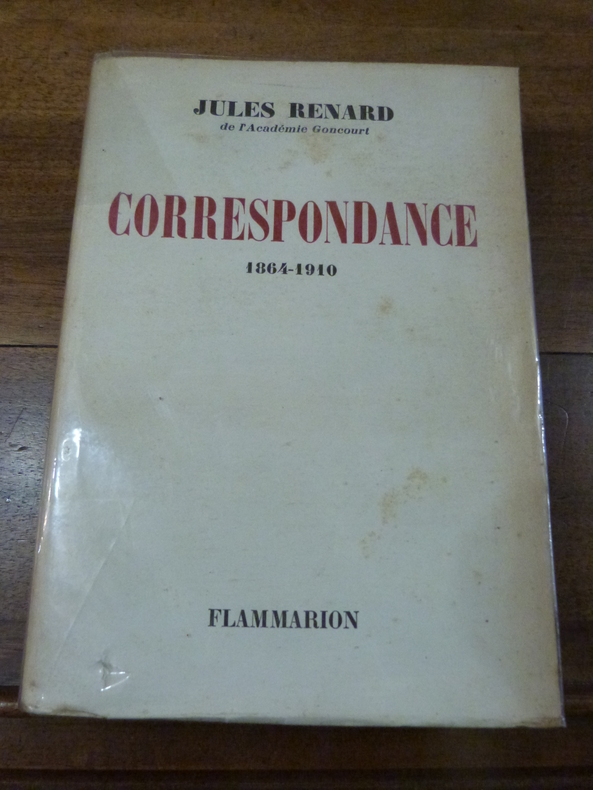 JULES RENARD
de l'Académie Goncourt
CORRESPONDANCE
1864-1910
FLAMMARION